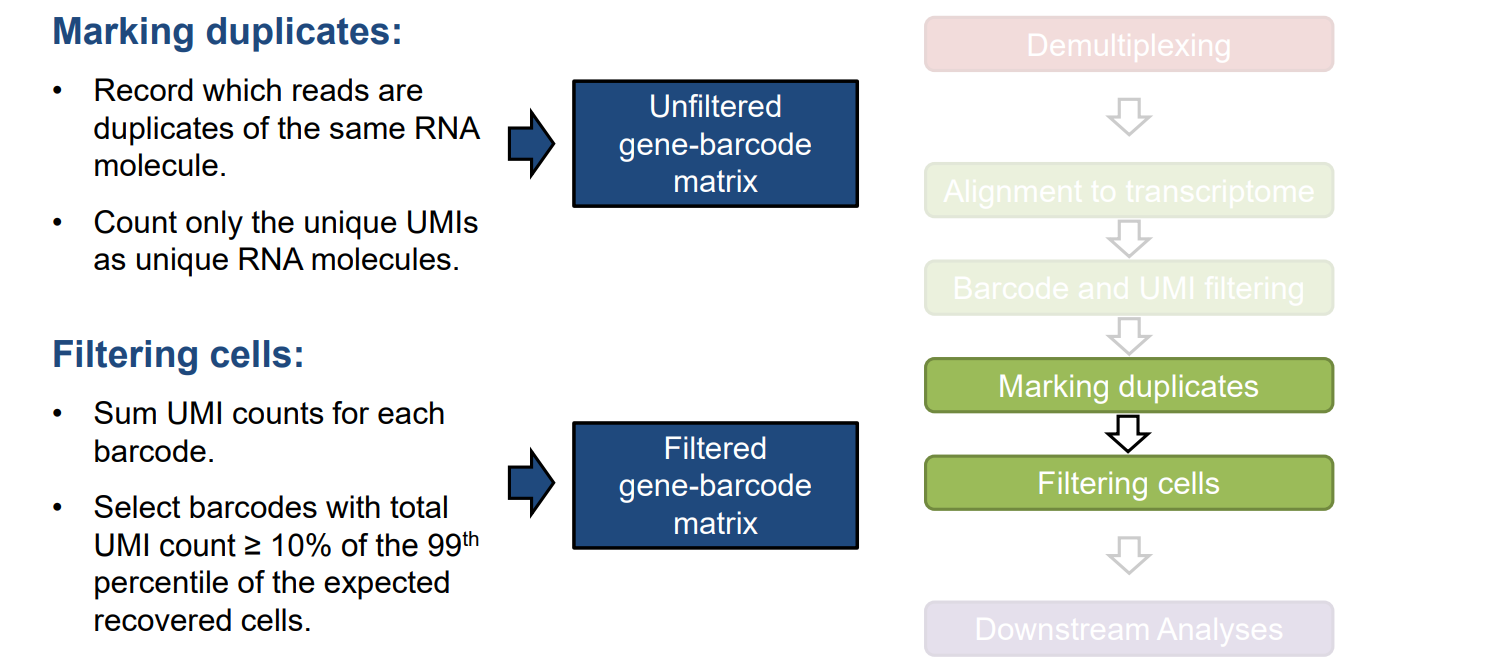 Marking duplicates:
• Record which reads are
duplicates of the same RNA
molecule.
• Count only the unique UMIs
as unique RNA molecules.
Unfiltered
gene-barcode
matrix
Filtering cells:
• Sum UMI counts for each
barcode.
• Select barcodes with total
UMI count ≥ 10% of the 99th
percentile of the expected
recovered cells.
Filtered
gene-barcode
matrix
Demultiplexing
Alignment to transcriptome
Barcode and UMI filtering
Marking duplicates
Filtering cells
Downstream Analyses